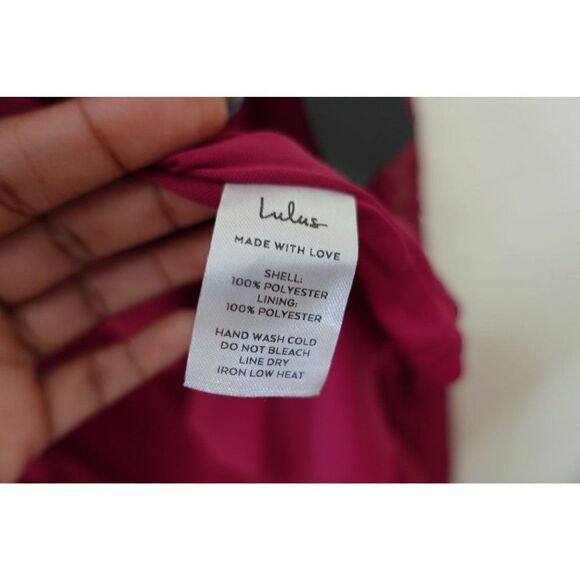 Lulus
MADE WITH LOVE
SHELL:
100% POLYESTER
LINING:
100% POLYESTER
HAND WASH COLD
DO NOT BLEACH
LINE DRY
IRON LOW HEAT